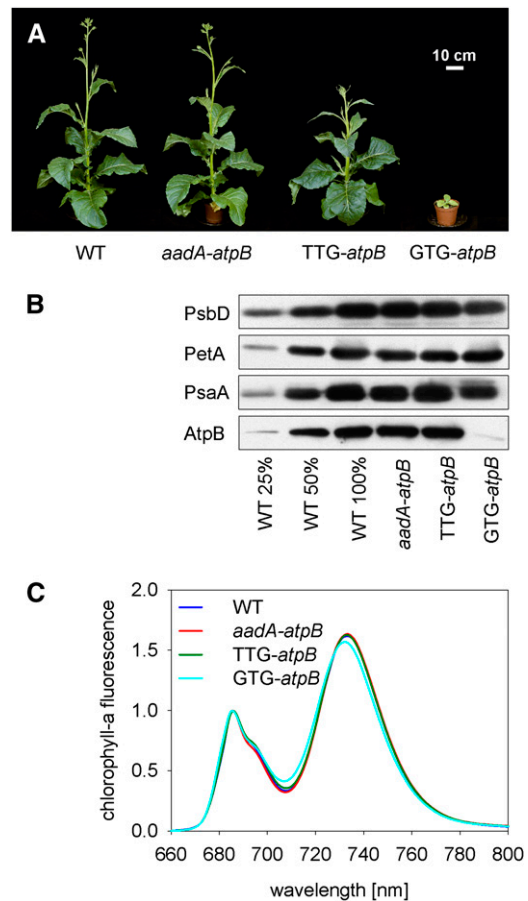 A
10 cm
WT aadA-atpB TTG-atpB GTG-atpB
B
PsbD
PetA
PsaA
AtpB
WT 25% WT 50% WT 100% aadA-atpB TTG-atpB GTG-atpB
C
chlorophyll-a fluorescence
2.0
1.5
1.0
0.5
0.0
WT
aadA-atpB
TTG-atpB
GTG-atpB
660 680 700 720 740 760 780 800
wavelength [nm]